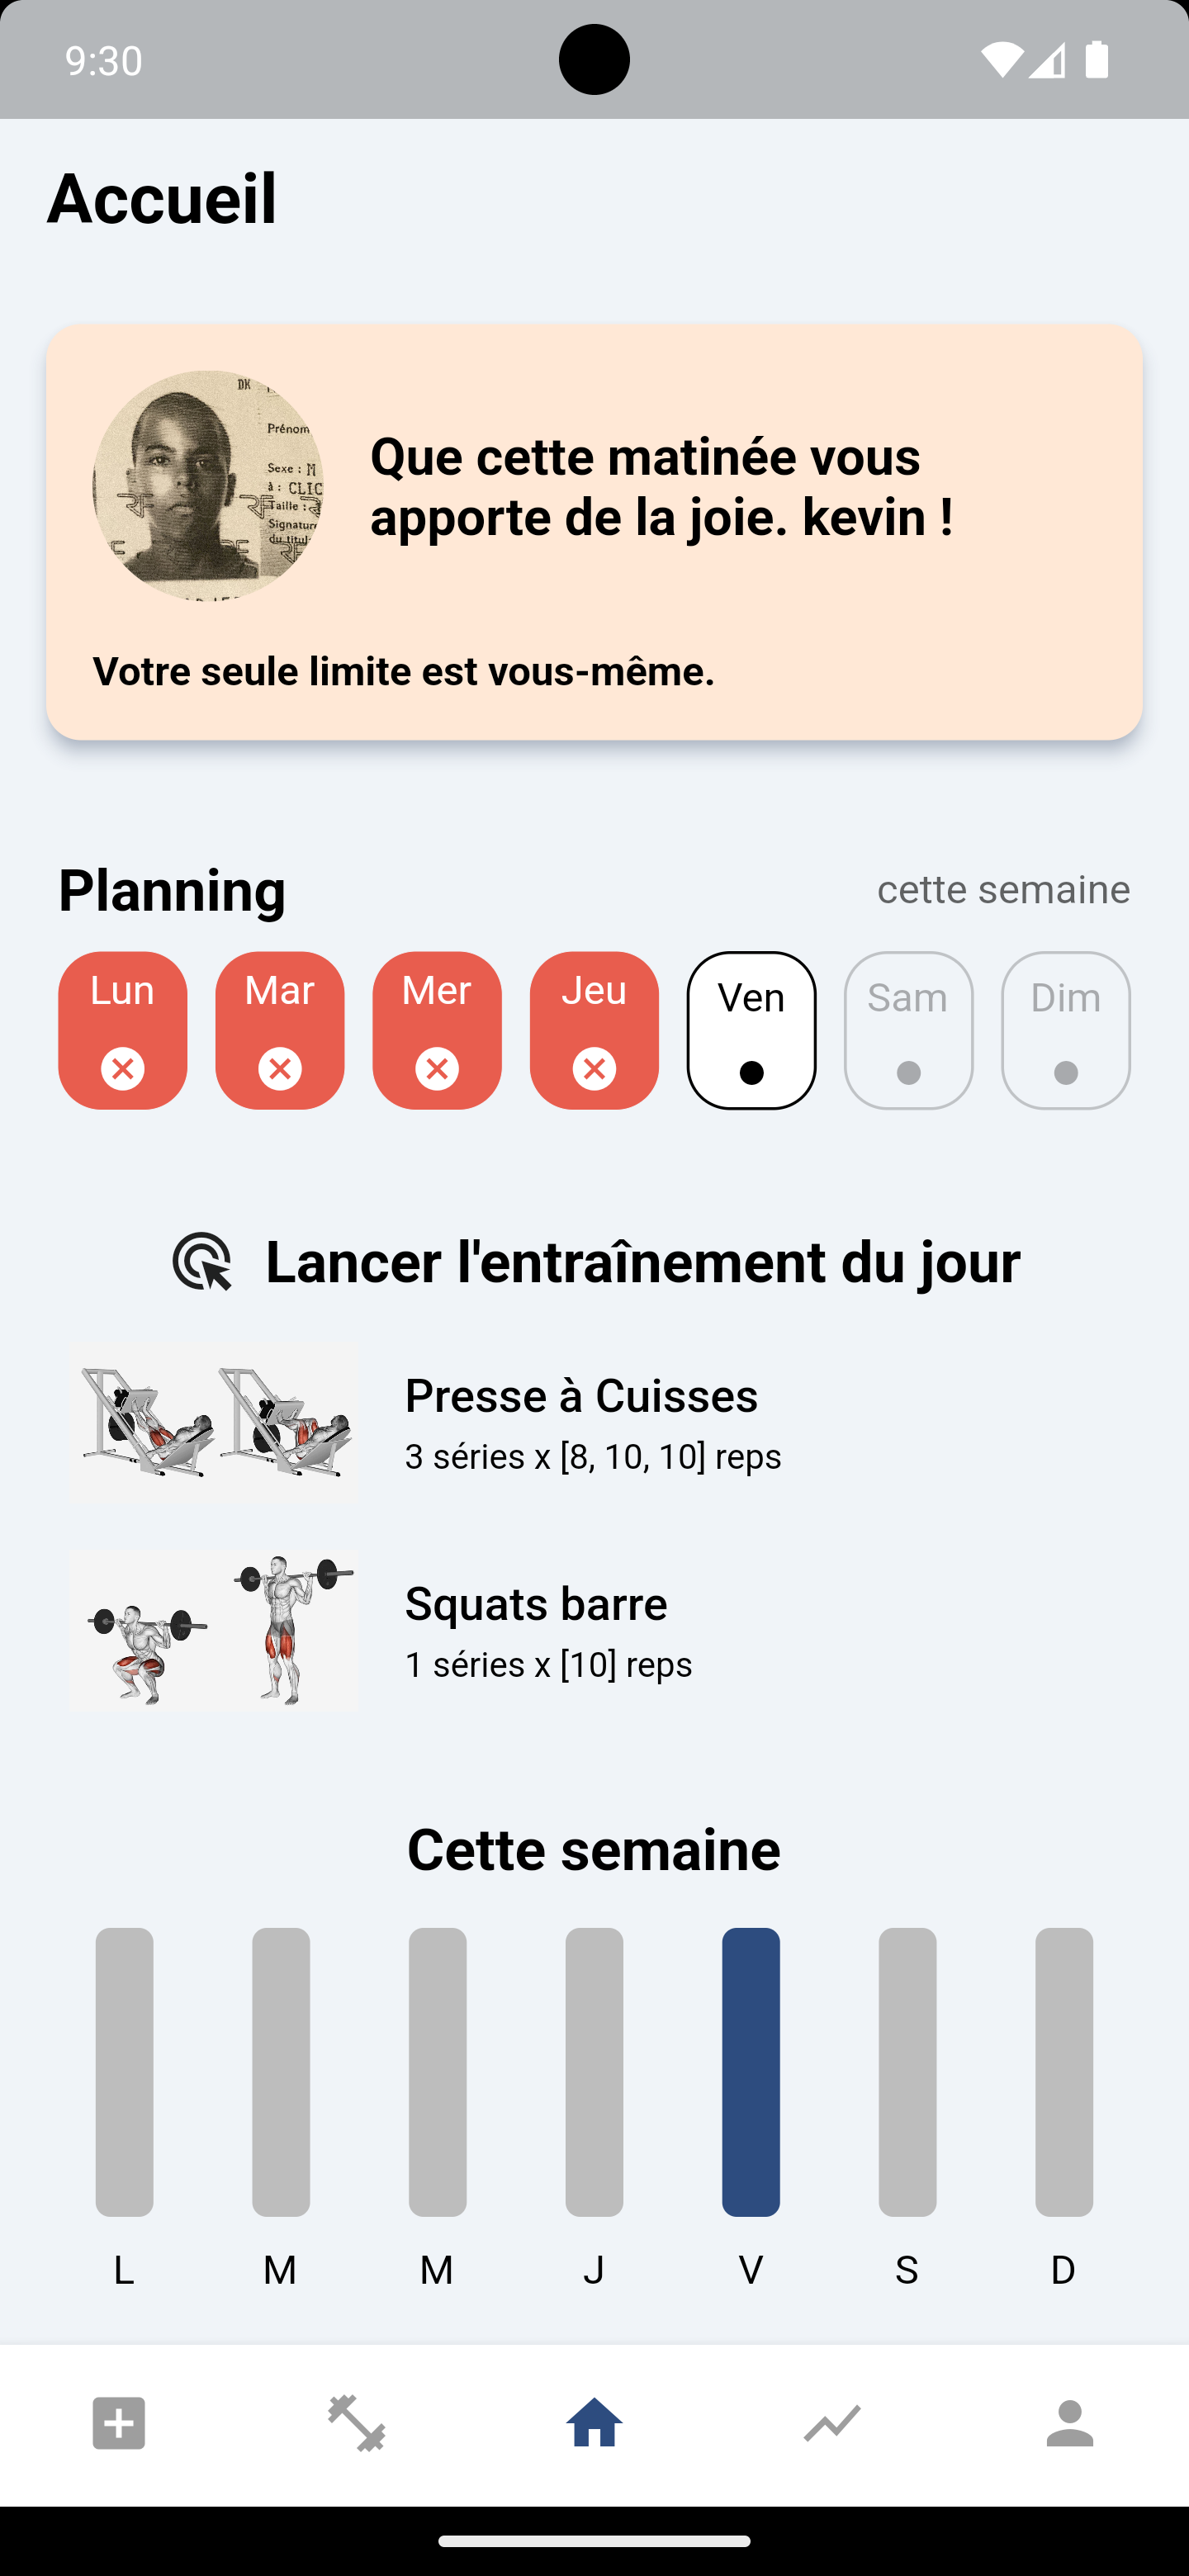 9:30
Accueil
DK
Prénom
Sexe : M
à : CLIC
Taille :
Signature
du titul
Que cette matinée vous
apporte de la joie. kevin !
Votre seule limite est vous-même.
Planning
cette semaine
Lun Mar Mer Jeu Ven Sam Dim
Lancer l'entraînement du jour
Presse à Cuisses
3 séries x [8, 10, 10] reps
Squats barre
1 séries x [10] reps
Cette semaine
L M M J V S D